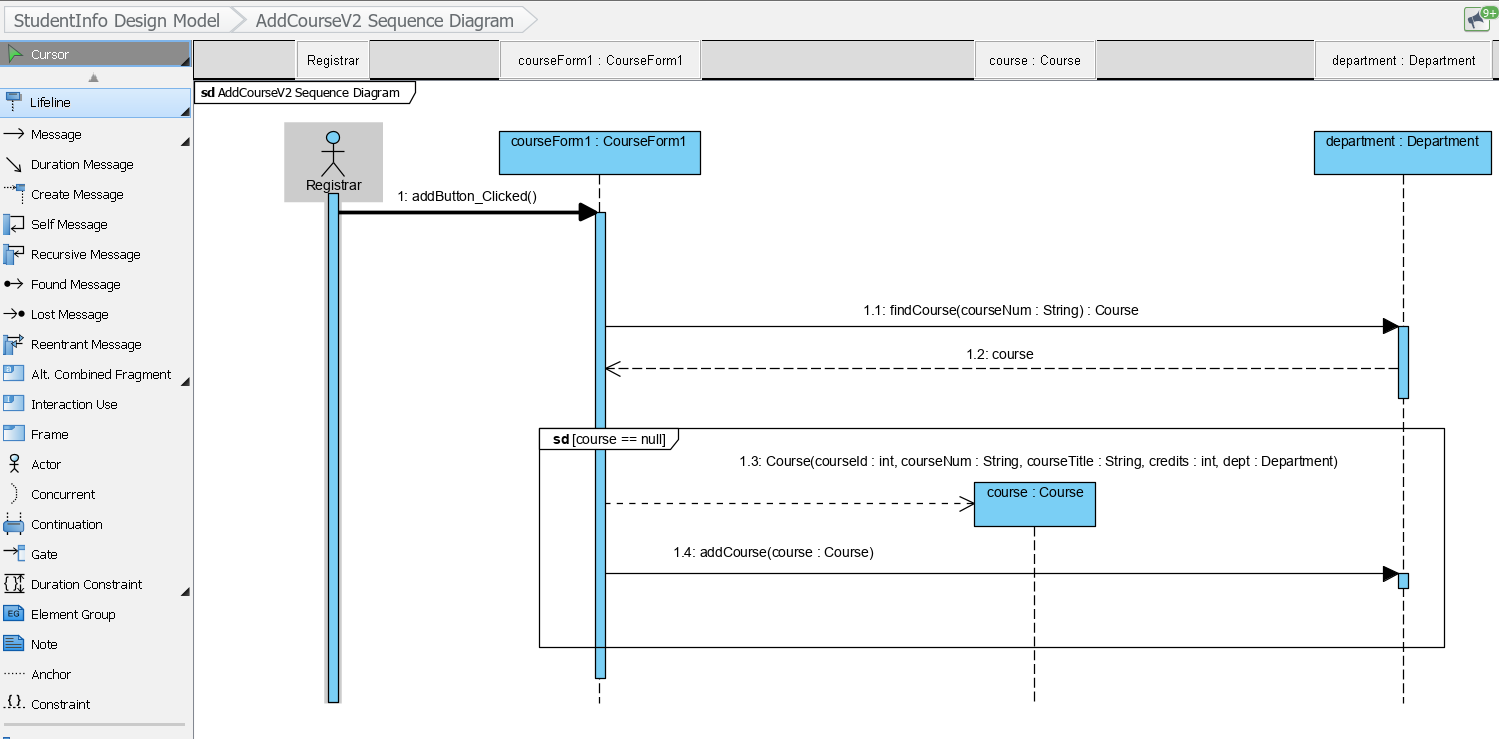 StudentInfo Design Model AddCourseV2 Sequence Diagram
9+
Cursor
Lifeline
Message
Duration Message
Create Message
Self Message
Recursive Message
Found Message
Lost Message
Reentrant Message
Alt. Combined Fragment
Interaction Use
Frame
Actor
Concurrent
Continuation
Gate
Duration Constraint
EG Element Group
Note
Anchor
{} Constraint
Registrar courseForm1 : CourseForm1 course : Course department : Department
sd AddCourseV2 Sequence Diagram
Registrar
courseForm1 : CourseForm1
department : Department
1: addButton_Clicked()
1.1: findCourse(courseNum : String) : Course
1.2: course
sd [course == null]
1.3: Course(courseId : int, courseNum : String, courseTitle : String, credits : int, dept : Department)
course : Course
1.4: addCourse(course : Course)